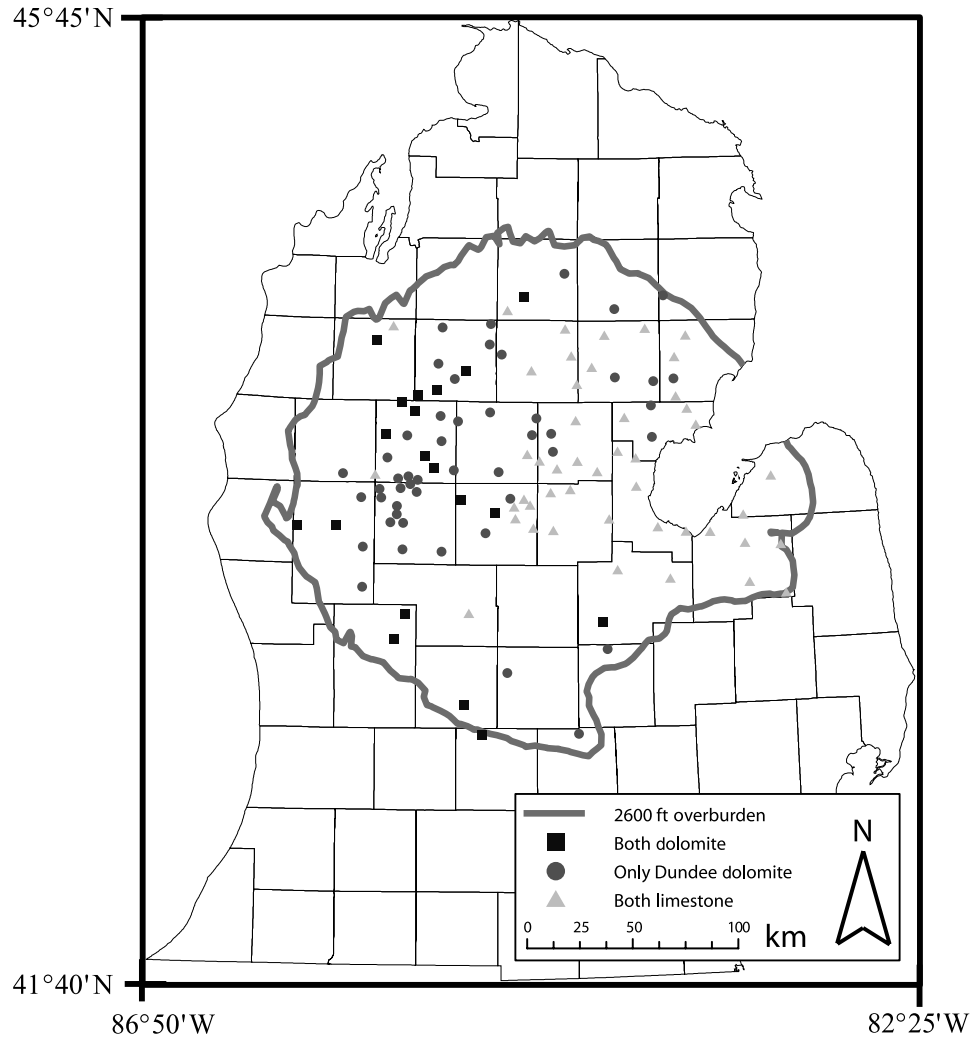 45°45'N
2600 ft overburden
Both dolomite
Only Dundee dolomite
Both limestone
0 25 50 100
km
N
41°40'N
86°50'W
82°25'W